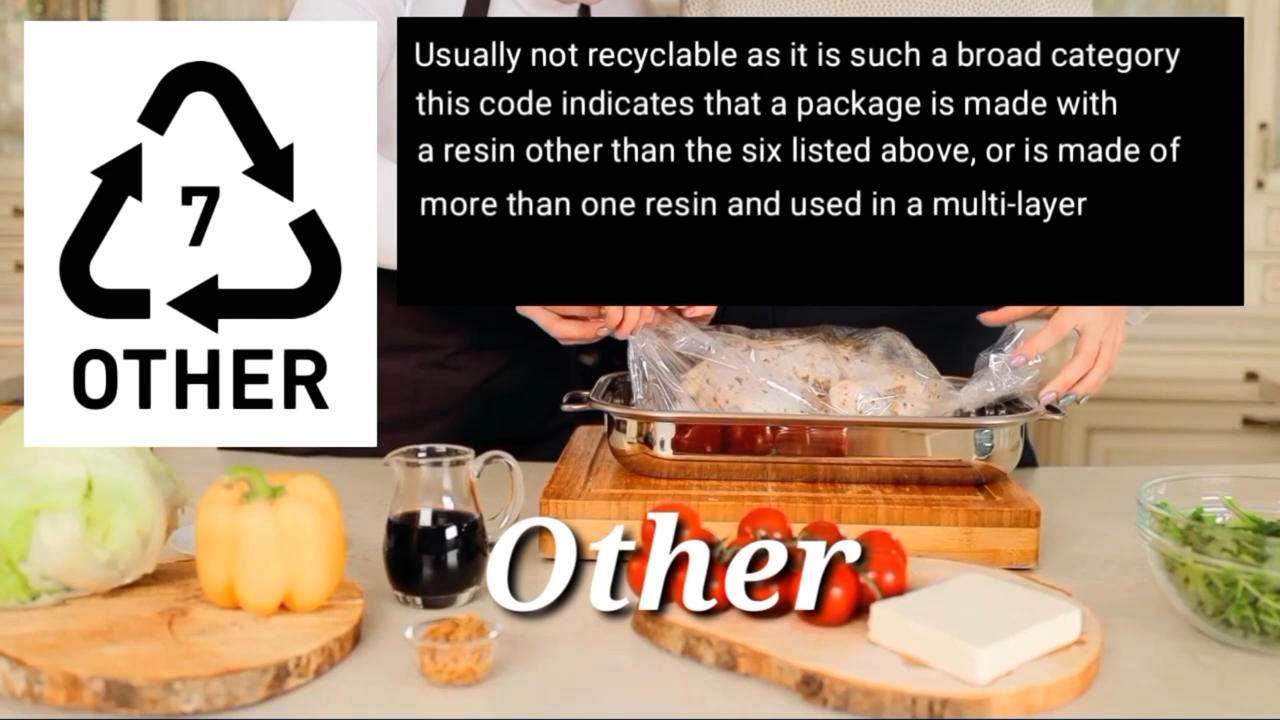 7
OTHER
Usually not recyclable as it is such a broad category
this code indicates that a package is made with
a resin other than the six listed above, or is made of
more than one resin and used in a multi-layer
Other